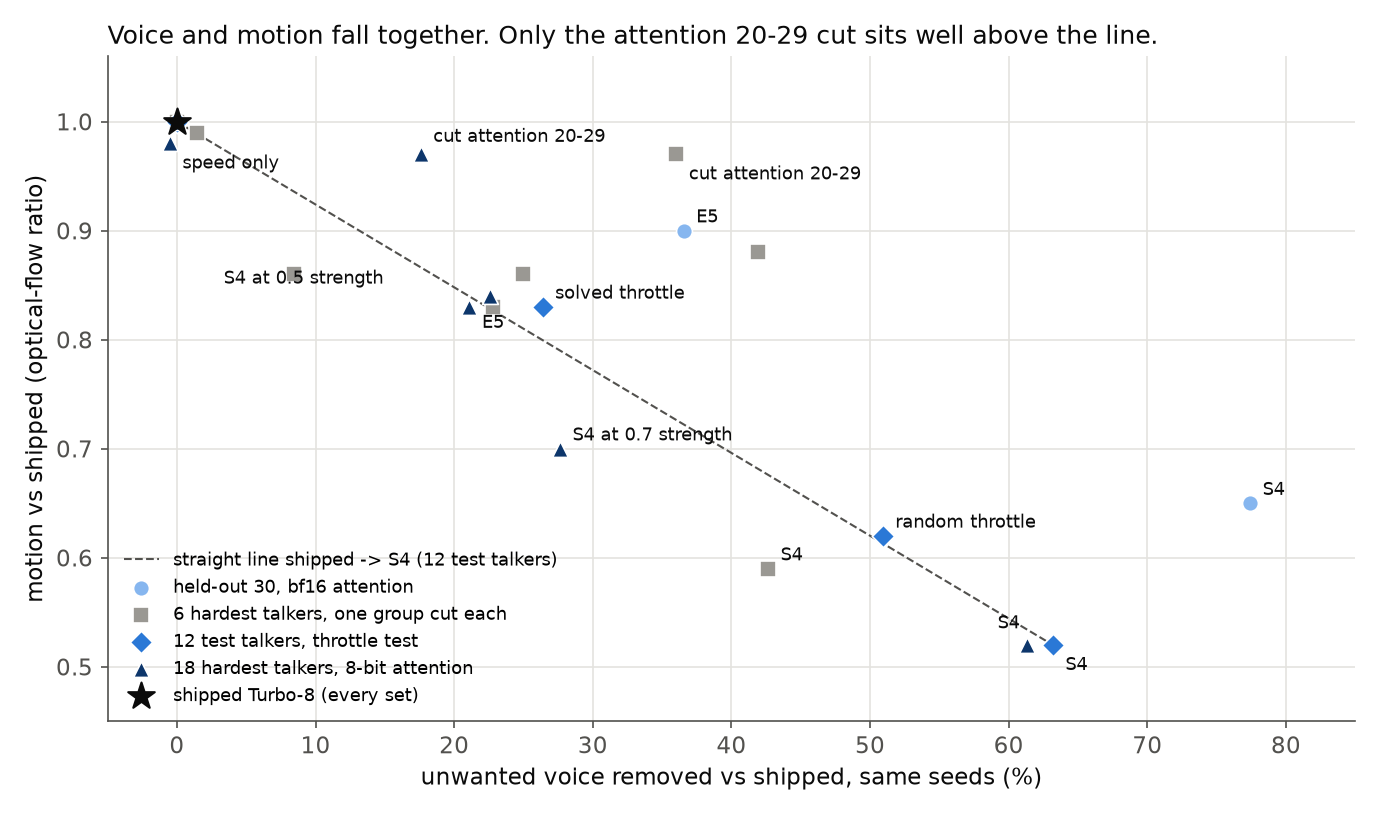 Voice and motion fall together. Only the attention 20-29 cut sits well above the line.
motion vs shipped (optical-flow ratio)
1.0
0.9
0.8
0.7
0.6
0.5
speed only
cut attention 20-29
cut attention 20-29
E5
S4 at 0.5 strength
solved throttle
E5
S4 at 0.7 strength
S4
random throttle
S4
S4
S4
straight line shipped -> S4 (12 test talkers)
held-out 30, bf16 attention
6 hardest talkers, one group cut each
12 test talkers, throttle test
18 hardest talkers, 8-bit attention
shipped Turbo-8 (every set)
0 10 20 30 40 50 60 70 80
unwanted voice removed vs shipped, same seeds (%)